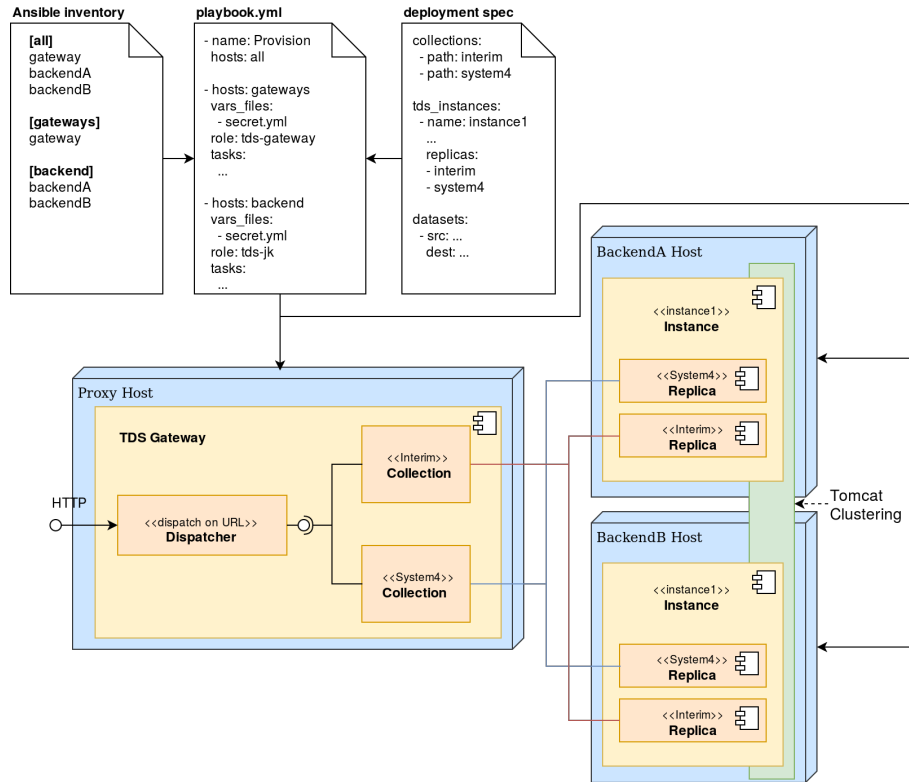 Ansible inventory
[all]
gateway
backendA
backendB
[gateways]
gateway
[backend]
backendA
backendB
playbook.yml
- name: Provision
hosts: all
- hosts: gateways
vars_files:
- secret.yml
role: tds-gateway
tasks:
...
- hosts: backend
vars_files:
- secret.yml
role: tds-jk
tasks:
...
deployment spec
collections:
- path: interim
- path: system4
tds_instances:
- name: instance1
...
replicas:
- interim
- system4
datasets:
- src: ...
dest: ...
BackendA Host
<<instance1>>
Instance
<<System4>>
Replica
<<Interim>>
Replica
Proxy Host
TDS Gateway
HTTP
<<dispatch on URL>>
Dispatcher
<<Interim>>
Collection
<<System4>>
Collection
Tomcat
Clustering
BackendB Host
<<instance1>>
Instance
<<System4>>
Replica
<<Interim>>
Replica